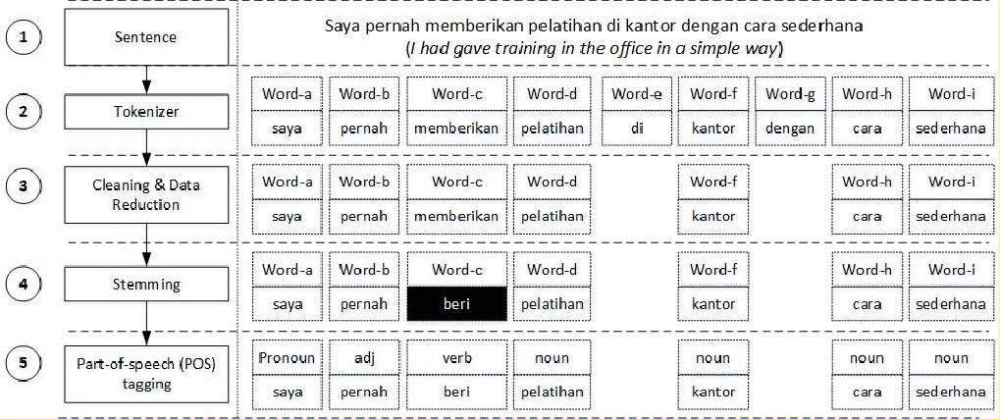 1
Sentence
Saya pernah memberikan pelatihan di kantor dengan cara sederhana
(I had gave training in the office in a simple way)
2
Tokenizer
Word-a Word-b Word-c Word-d Word-e Word-f Word-g Word-h Word-i
saya pernah memberikan pelatihan di kantor dengan cara sederhana
3
Cleaning & Data
Reduction
Word-a Word-b Word-c Word-d Word-f Word-h Word-i
saya pernah memberikan pelatihan kantor cara sederhana
4
Stemming
Word-a Word-b Word-c Word-d Word-f Word-h Word-i
saya pernah beri pelatihan kantor cara sederhana
5
Part-of-speech (POS)
tagging
Pronoun adj verb noun noun noun noun
saya pernah beri pelatihan kantor cara sederhana